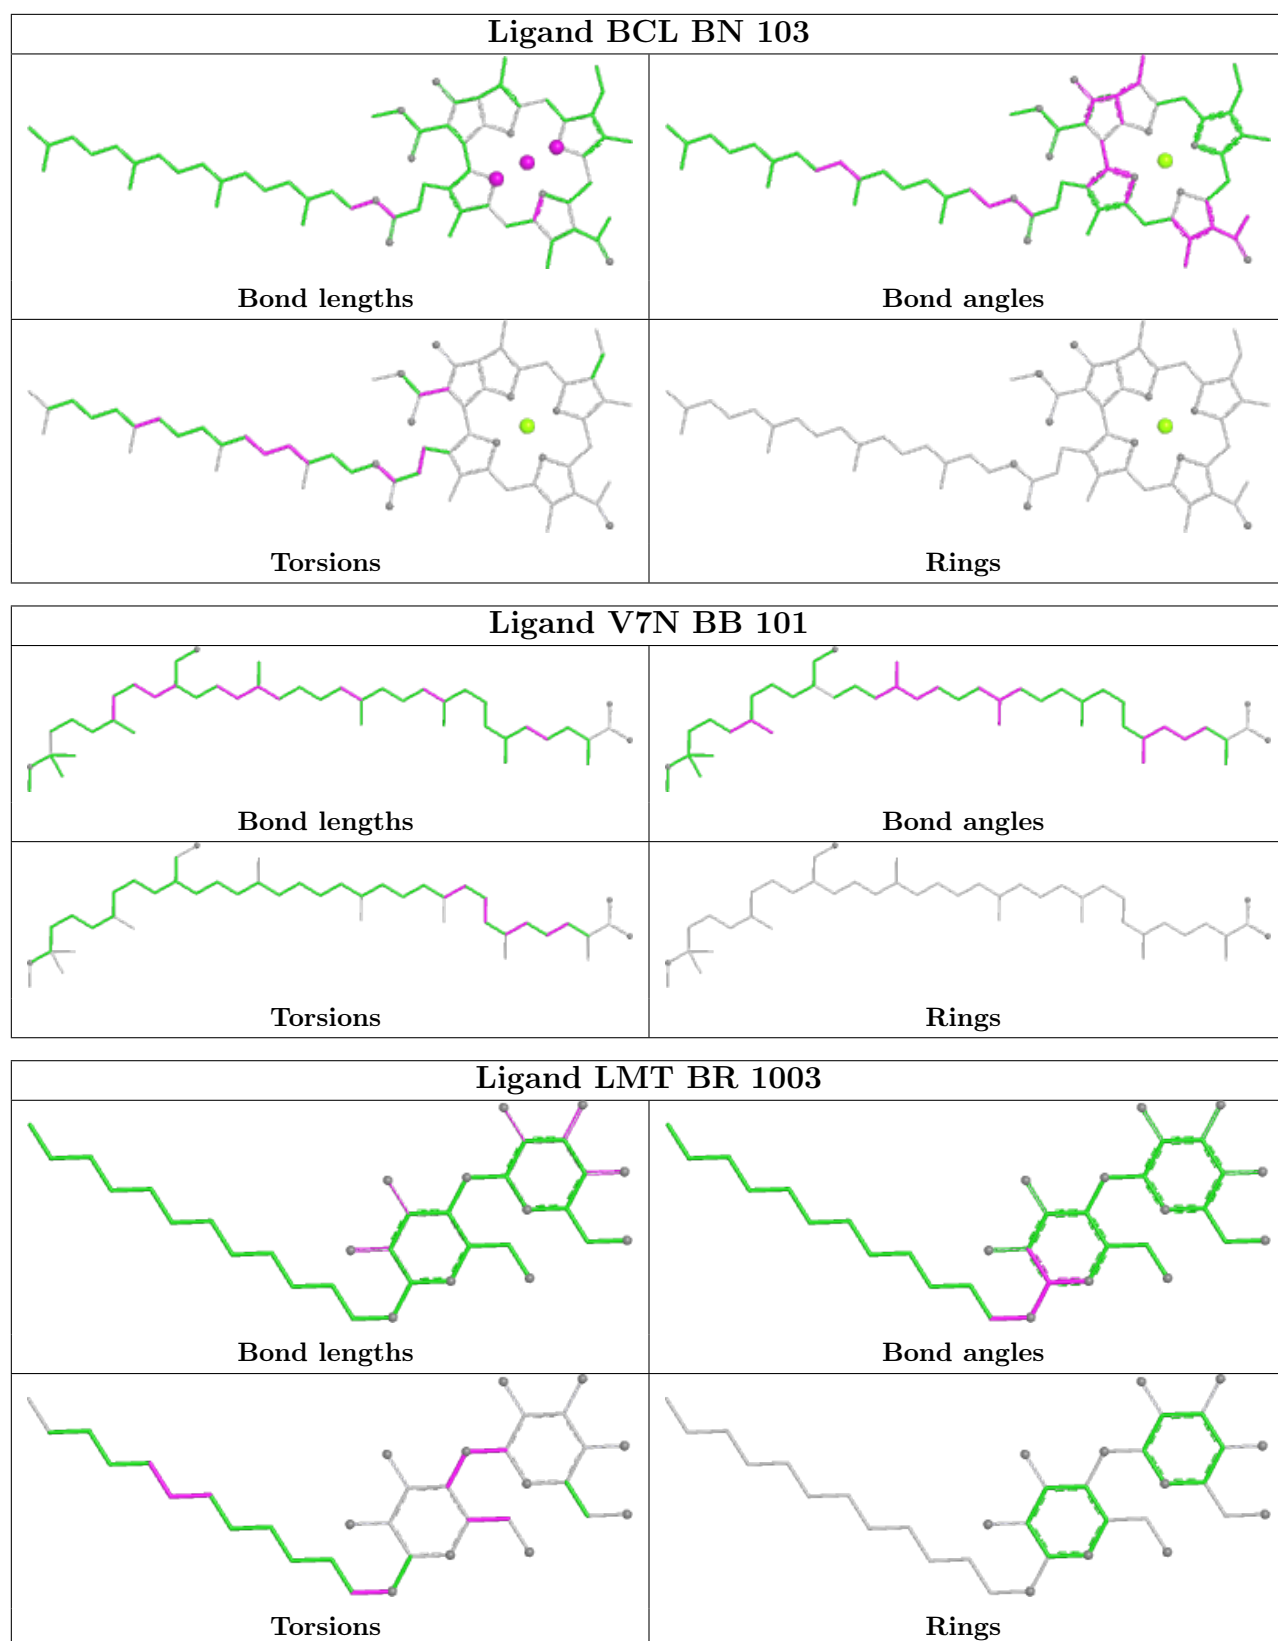 Ligand BCL BN 103
Bond lengths
Bond angles
Torsions
Rings
Ligand V7N BB 101
Bond lengths
Bond angles
Torsions
Rings
Ligand LMT BR 1003
Bond lengths
Bond angles
Torsions
Rings